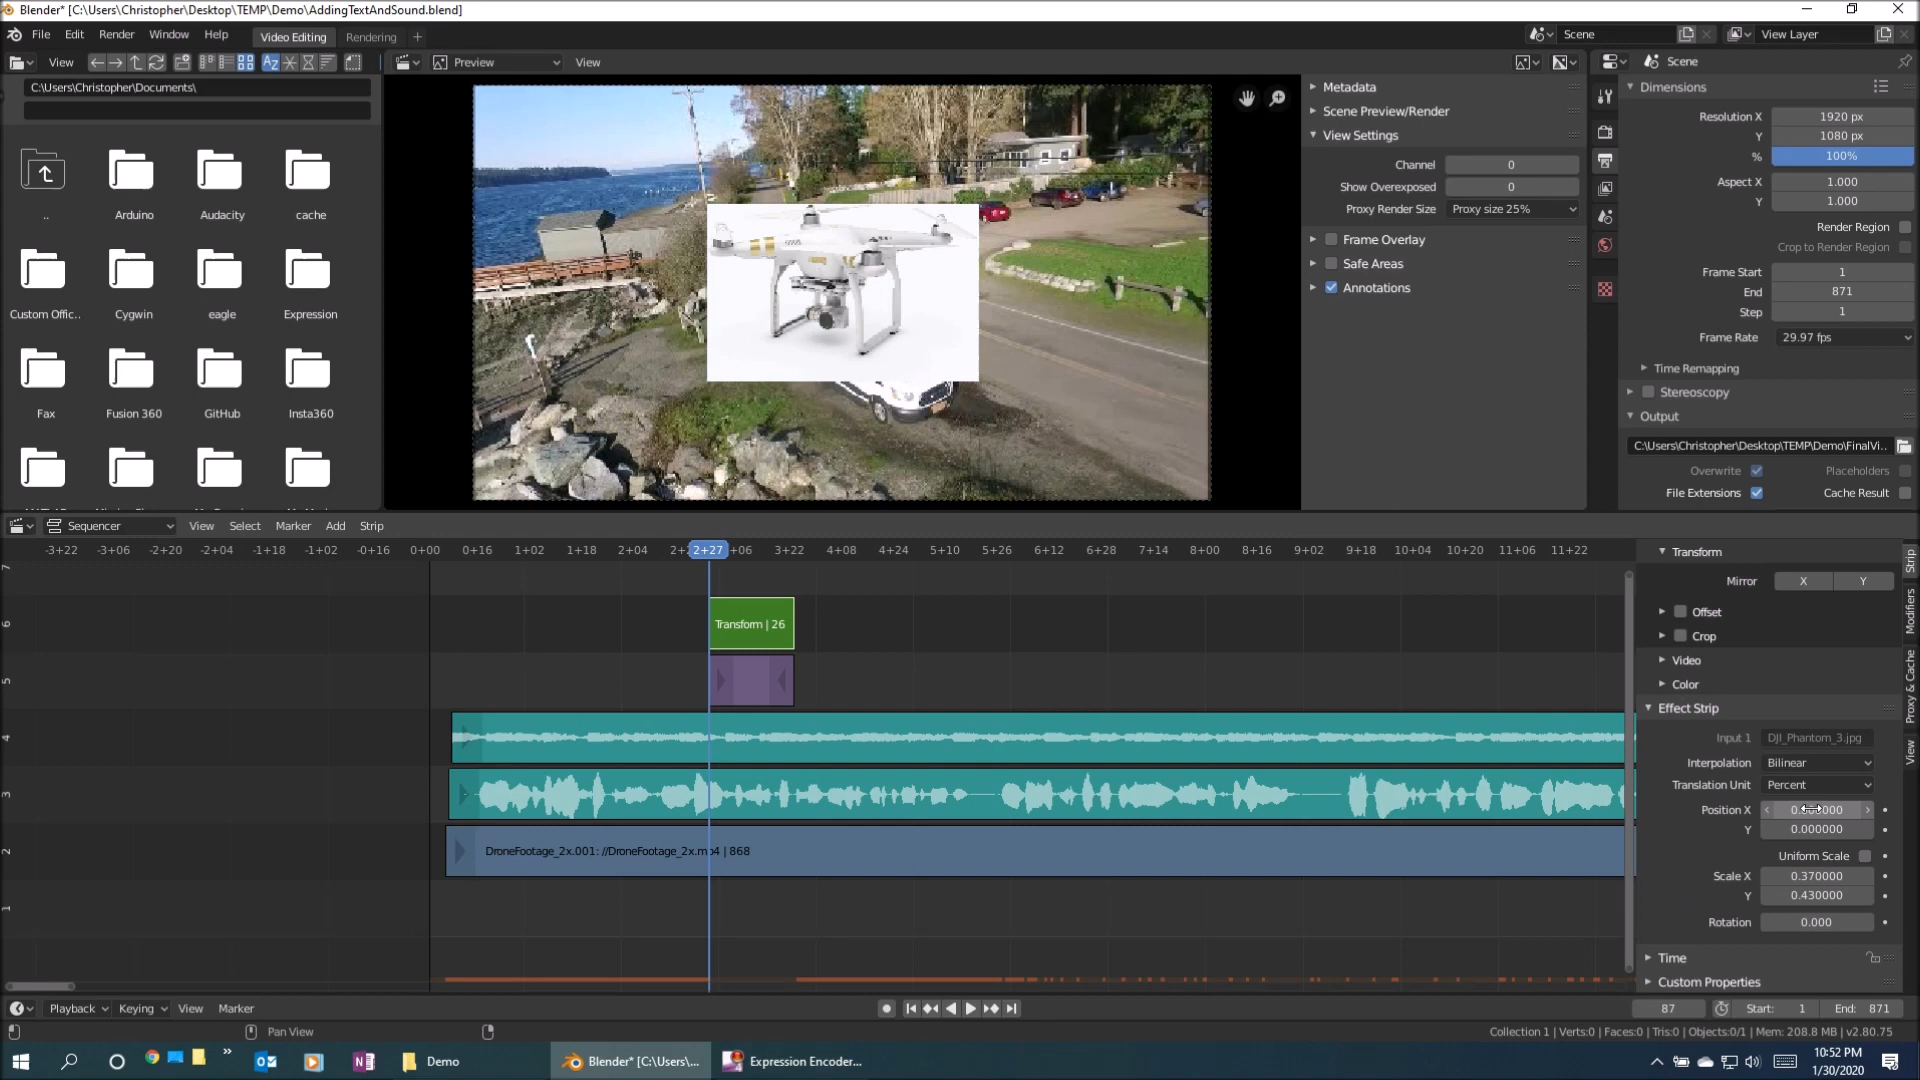 Blender* [C:\Users\Christopher\Desktop\TEMP\Demo\AddingTextAndSound.blend]
File Edit Render Window Help Video Editing Rendering + Scene View Layer
View Preview View Scene
C:\Users\Christopher\Documents\
..
Arduino
Audacity
cache
Custom Offic..
Cygwin
eagle
Expression
Fax
Fusion 360
GitHub
Insta360
Metadata
Scene Preview/Render
View Settings
Channel 0
Show Overexposed 0
Proxy Render Size Proxy size 25%
Frame Overlay
Safe Areas
Annotations
Dimensions
Resolution X 1920 px
Y 1080 px
% 100%
Aspect X 1.000
Y 1.000
Render Region
Crop to Render Region
Frame Start 1
End 871
Step 1
Frame Rate 29.97 fps
Time Remapping
Stereoscopy
Output
C:\Users\Christopher\Desktop\TEMP\Demo\FinalVi..
Overwrite Placeholders
File Extensions Cache Result
Sequencer View Select Marker Add Strip
-3+22 -3+06 -2+20 -2+04 -1+18 -1+02 -0+16 0+00 0+16 1+02 1+18 2+04 2+27 +06 3+22 4+08 4+24 5+10 5+26 6+12 6+28 7+14 8+00 8+16 9+02 9+18 10+04 10+20 11+06 11+22
7
6
Transform | 26
5
4
3
2
DroneFootage_2x.001: //DroneFootage_2x.mp4 | 868
1
Transform
Mirror X Y
Offset
Crop
Video
Color
Effect Strip
Input 1 DJI_Phantom_3.jpg
Interpolation Bilinear
Translation Unit Percent
Position X
Y 0.000000
Uniform Scale
Scale X 0.370000
Y 0.430000
Rotation 0.000
Time
Custom Properties
Strip
Modifiers
Proxy & Cache
View
Playback Keying View Marker 87 Start: 1 End: 871
Pan View Collection 1 | Verts:0 | Faces:0 | Tris:0 | Objects:0/1 | Mem: 208.8 MB | v2.80.75
Demo Blender* [C:\Users\... Expression Encoder...
10:52 PM
1/30/2020